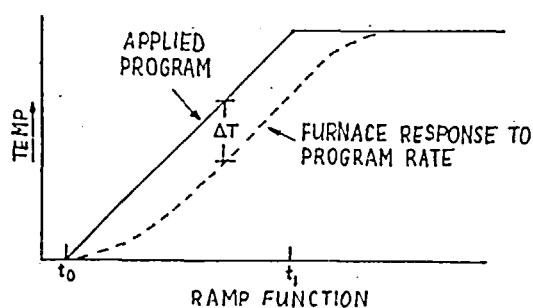 APPLIED
PROGRAM
ΔT
FURNACE RESPONSE TO
PROGRAM RATE
TEMP
t₀
t₁
RAMP FUNCTION